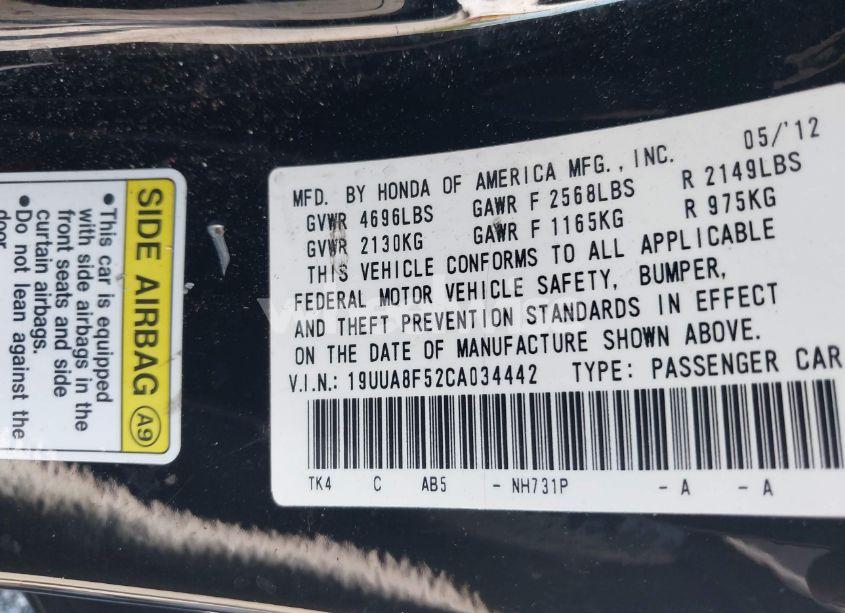 SIDE AIRBAG A9
●This car is equipped
with side airbags in the
front seats and side
curtain airbags.
●Do not lean against the
door.
MFD. BY HONDA OF AMERICA MFG., INC. 05/'12
GVWR 4696LBS GAWR F 2568LBS R 2149LBS
GVWR 2130KG GAWR F 1165KG R 975KG
THIS VEHICLE CONFORMS TO ALL APPLICABLE
FEDERAL MOTOR VEHICLE SAFETY, BUMPER,
AND THEFT PREVENTION STANDARDS IN EFFECT
ON THE DATE OF MANUFACTURE SHOWN ABOVE.
V.I.N.: 19UUA8F52CA034442 TYPE: PASSENGER CAR
TK4 C AB5 - NH731P - A - A